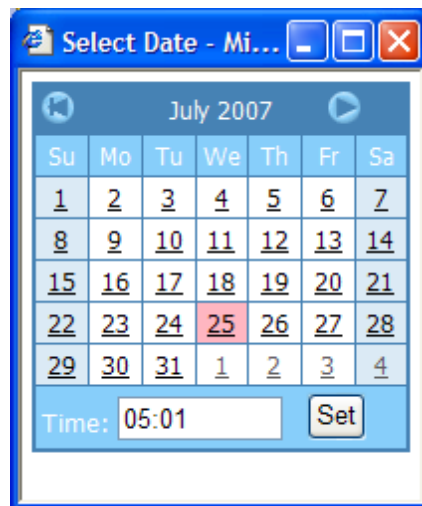 Select Date - Mi...
July 2007
Su Mo Tu We Th Fr Sa
1 2 3 4 5 6 7
8 9 10 11 12 13 14
15 16 17 18 19 20 21
22 23 24 25 26 27 28
29 30 31 1 2 3 4
Time: 05:01 Set